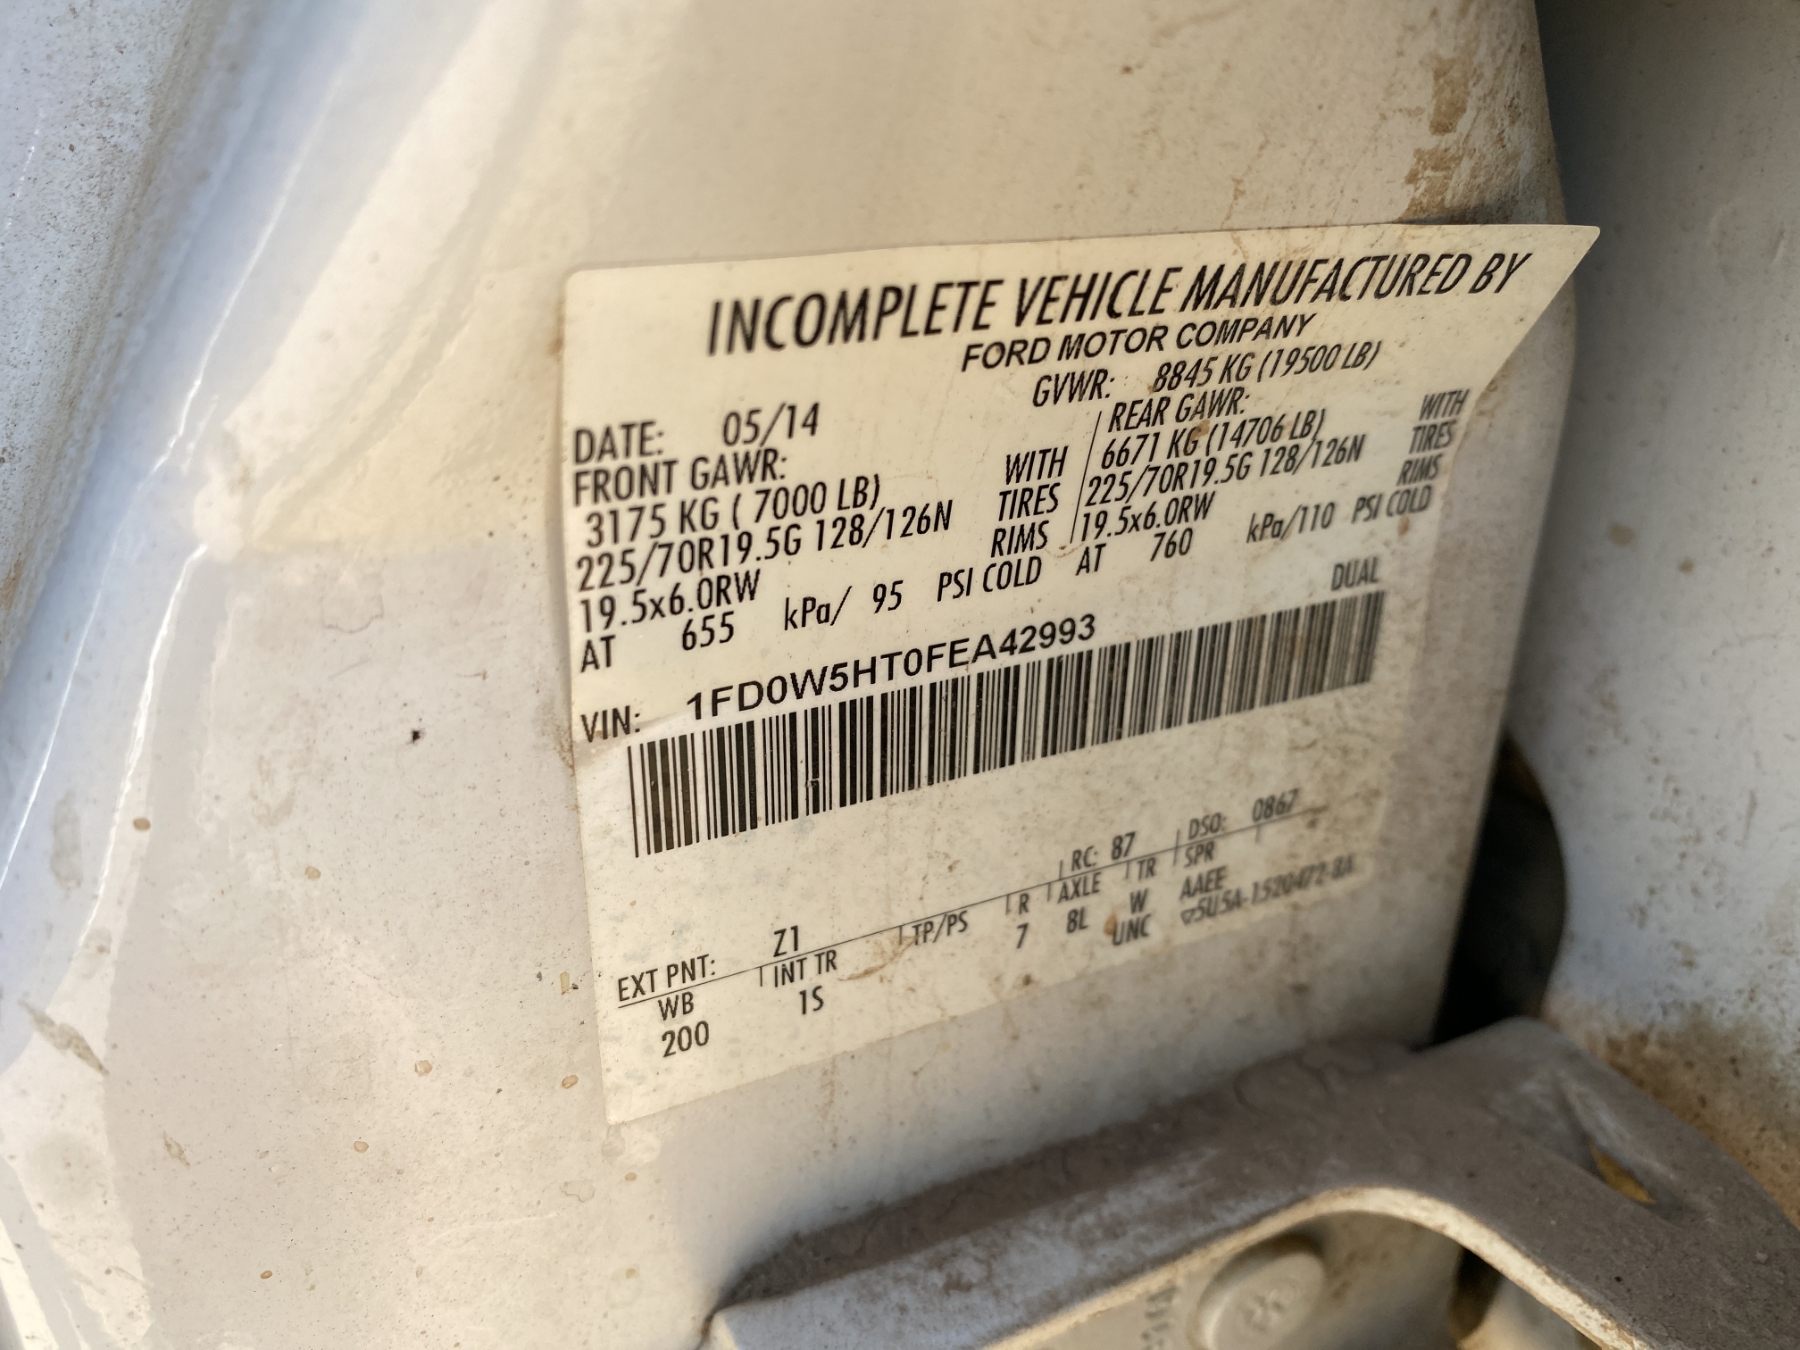 INCOMPLETE VEHICLE MANUFACTURED BY
FORD MOTOR COMPANY
GVWR: 8845 KG (19500 LB)
DATE: 05/14
FRONT GAWR:
3175 KG ( 7000 LB) WITH
225/70R19.5G 128/126N TIRES
19.5x6.0RW RIMS
AT 655 kPa/ 95 PSI COLD
REAR GAWR:
6671 KG (14706 LB) WITH
225/70R19.5G 128/126N TIRES
19.5x6.0RW RIMS
AT 760 kPa/110 PSI COLD
DUAL
VIN: 1FD0W5HT0FEA42993
EXT PNT: Z1 RC: 87 DSO: 0867
WB INT TR TP/PS R AXLE TR SPR
200 1S 7 8L W AAEE
UNC